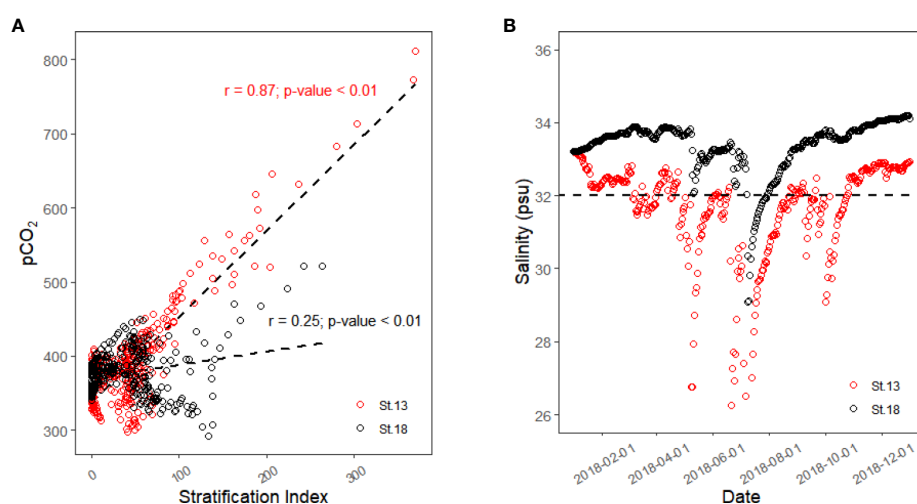 A
pCO2
800
700
600
500
400
300
r = 0.87; p-value < 0.01
r = 0.25; p-value < 0.01
St.13
St.18
0
100
200
300
Stratification Index
B
Salinity (psu)
36
34
32
30
28
26
St.13
St.18
2018-02-01
2018-04-01
2018-06-01
2018-08-01
2018-10-01
2018-12-01
Date